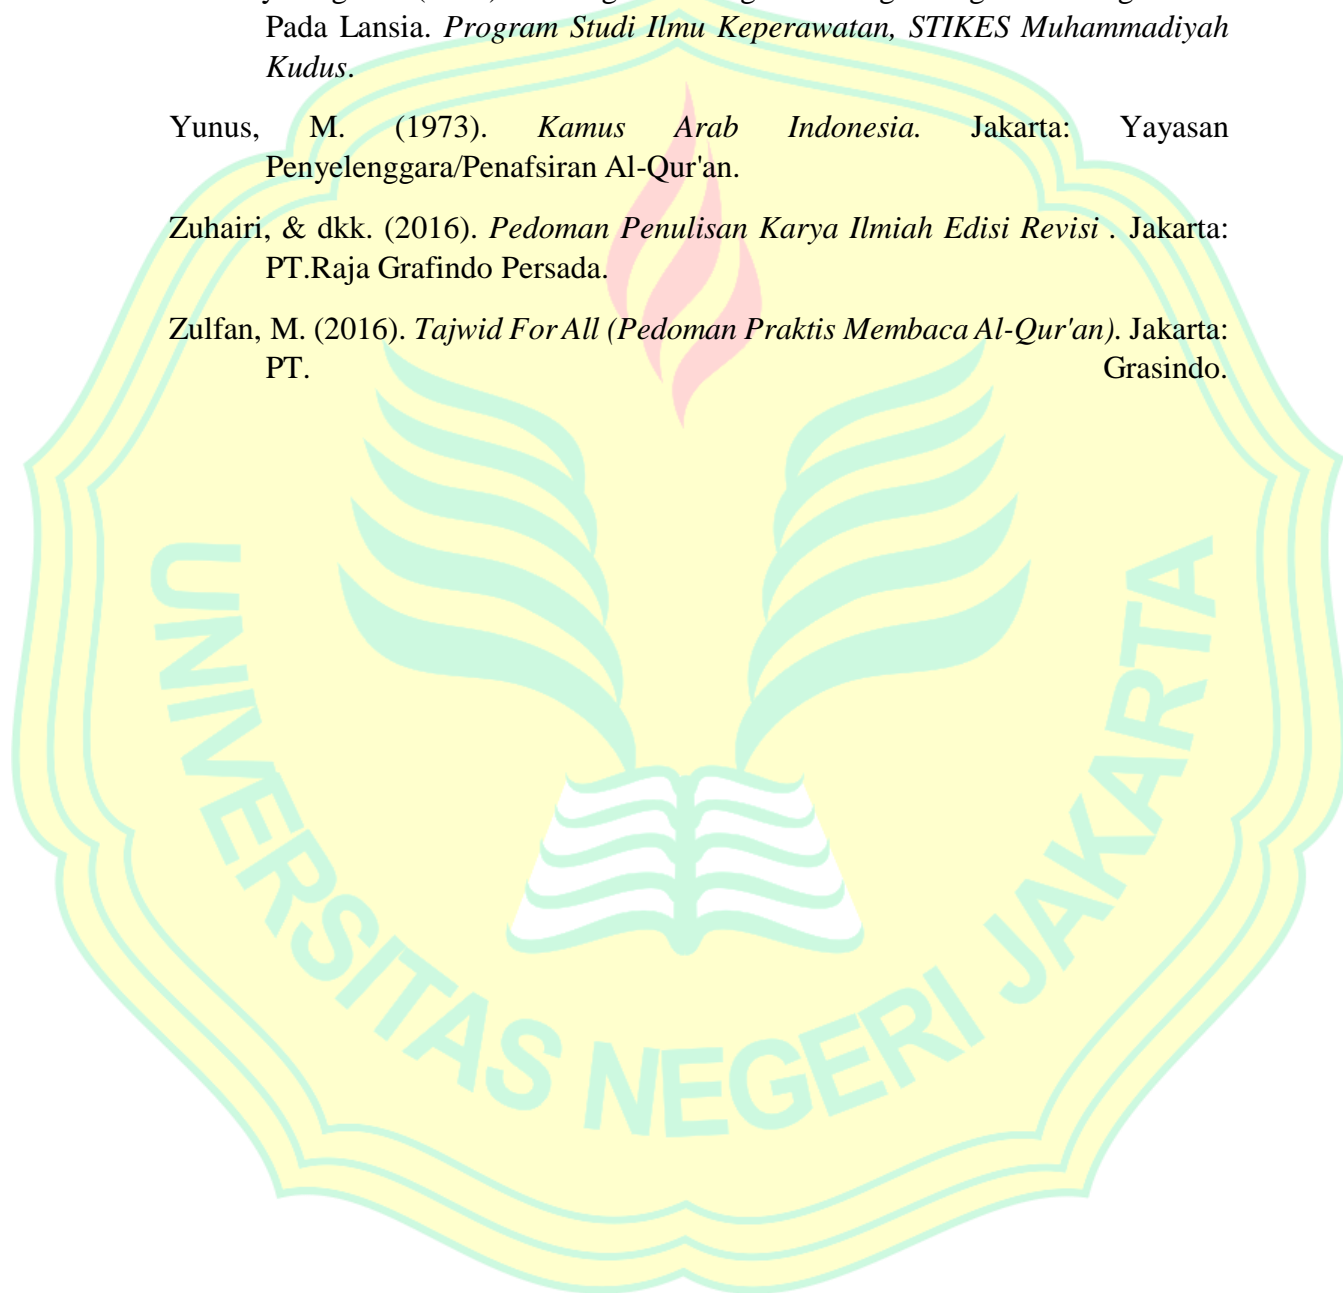 Pada Lansia. Program Studi Ilmu Keperawatan, STIKES Muhammadiyah
Kudus.
Yunus, M. (1973). Kamus Arab Indonesia. Jakarta: Yayasan
Penyelenggara/Penafsiran Al-Qur'an.
Zuhairi, & dkk. (2016). Pedoman Penulisan Karya Ilmiah Edisi Revisi . Jakarta:
PT.Raja Grafindo Persada.
Zulfan, M. (2016). Tajwid For All (Pedoman Praktis Membaca Al-Qur'an). Jakarta:
PT. Grasindo.
UNIVERSITAS NEGERI JAKARTA